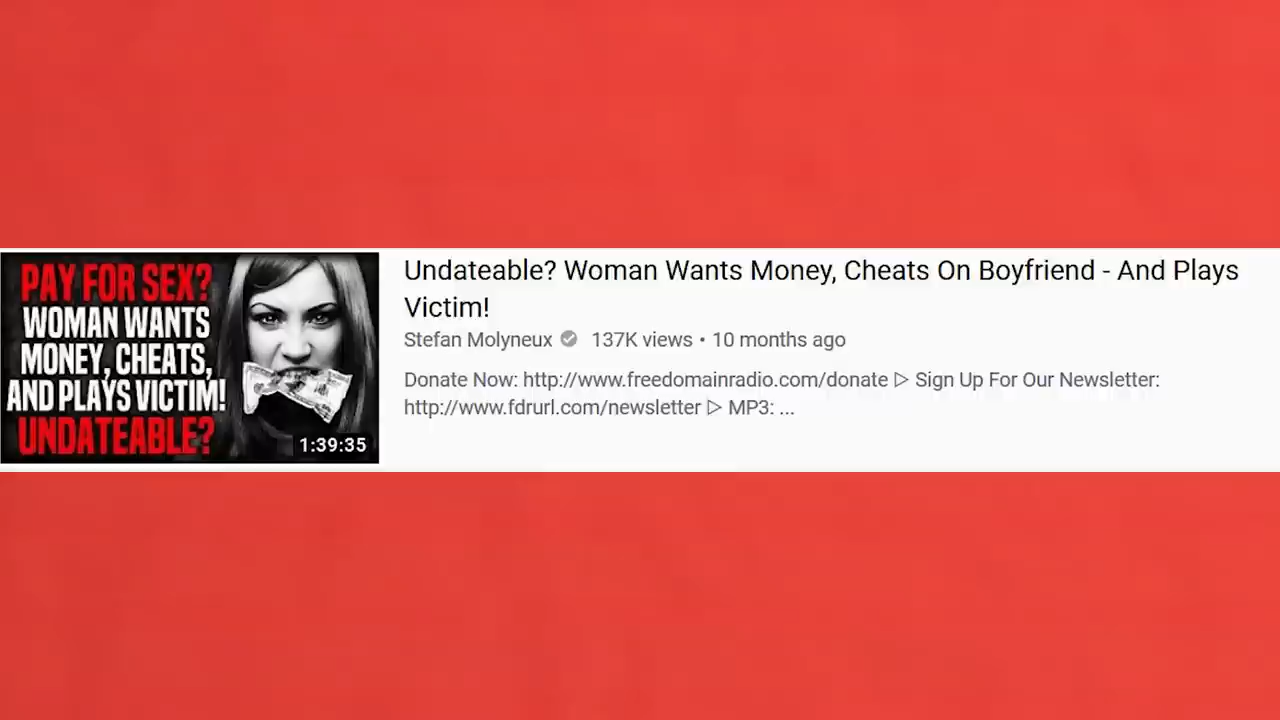 PAY FOR SEX?
WOMAN WANTS
MONEY, CHEATS,
AND PLAYS VICTIM!
UNDATEABLE?
1:39:35
Undateable? Woman Wants Money, Cheats On Boyfriend - And Plays
Victim!
Stefan Molyneux 137K views • 10 months ago
Donate Now: http://www.freedomainradio.com/donate ▷ Sign Up For Our Newsletter:
http://www.fdrurl.com/newsletter ▷ MP3: ...